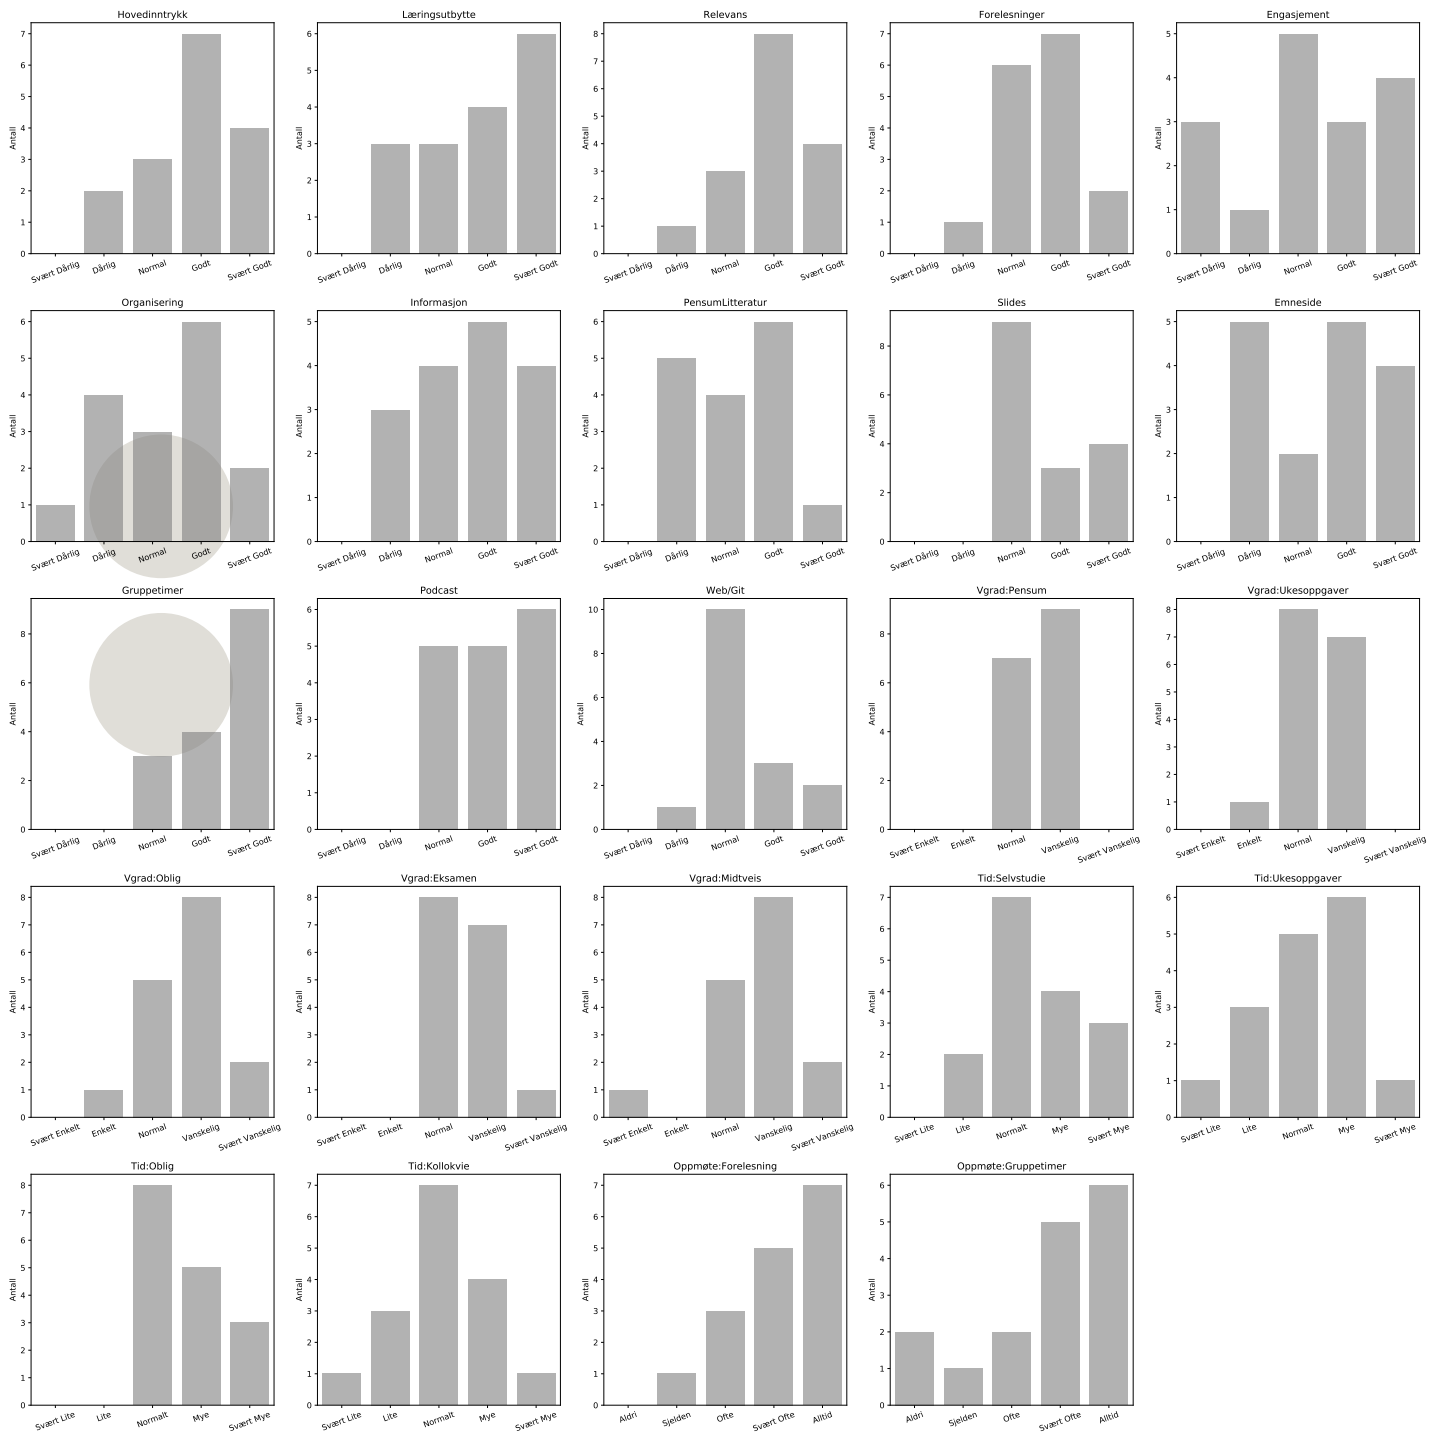 Hovedinntrykk
7
6
5
4
3
2
1
0
Antall
Svært Dårlig Dårlig Normal Godt Svært Godt
Læringsutbytte
6
5
4
3
2
1
0
Antall
Svært Dårlig Dårlig Normal Godt Svært Godt
Relevans
8
7
6
5
4
3
2
1
0
Antall
Svært Dårlig Dårlig Normal Godt Svært Godt
Forelesninger
7
6
5
4
3
2
1
0
Antall
Svært Dårlig Dårlig Normal Godt Svært Godt
Engasjement
5
4
3
2
1
0
Antall
Svært Dårlig Dårlig Normal Godt Svært Godt
Organisering
6
5
4
3
2
1
0
Antall
Svært Dårlig Dårlig Normal Godt Svært Godt
Informasjon
5
4
3
2
1
0
Antall
Svært Dårlig Dårlig Normal Godt Svært Godt
PensumLitteratur
6
5
4
3
2
1
0
Antall
Svært Dårlig Dårlig Normal Godt Svært Godt
Slides
8
6
4
2
0
Antall
Svært Dårlig Dårlig Normal Godt Svært Godt
Emneside
5
4
3
2
1
0
Antall
Svært Dårlig Dårlig Normal Godt Svært Godt
Gruppetimer
8
6
4
2
0
Antall
Svært Dårlig Dårlig Normal Godt Svært Godt
Podcast
6
5
4
3
2
1
0
Antall
Svært Dårlig Dårlig Normal Godt Svært Godt
Web/Git
10
8
6
4
2
0
Antall
Svært Dårlig Dårlig Normal Godt Svært Godt
Vgrad:Pensum
8
6
4
2
0
Antall
Svært Enkelt Enkelt Normal Vanskelig Svært Vanskelig
Vgrad:Ukesoppgaver
8
7
6
5
4
3
2
1
0
Antall
Svært Enkelt Enkelt Normal Vanskelig Svært Vanskelig
Vgrad:Oblig
8
7
6
5
4
3
2
1
0
Antall
Svært Enkelt Enkelt Normal Vanskelig Svært Vanskelig
Vgrad:Eksamen
8
7
6
5
4
3
2
1
0
Antall
Svært Enkelt Enkelt Normal Vanskelig Svært Vanskelig
Vgrad:Midtveis
8
7
6
5
4
3
2
1
0
Antall
Svært Enkelt Enkelt Normal Vanskelig Svært Vanskelig
Tid:Selvstudie
7
6
5
4
3
2
1
0
Antall
Svært Lite Lite Normalt Mye Svært Mye
Tid:Ukesoppgaver
6
5
4
3
2
1
0
Antall
Svært Lite Lite Normalt Mye Svært Mye
Tid:Oblig
8
7
6
5
4
3
2
1
0
Antall
Svært Lite Lite Normalt Mye Svært Mye
Tid:Kollokvie
7
6
5
4
3
2
1
0
Antall
Svært Lite Lite Normalt Mye Svært Mye
Oppmøte:Forelesning
7
6
5
4
3
2
1
0
Antall
Aldri Sjelden Ofte Svært Ofte Alltid
Oppmøte:Gruppetimer
6
5
4
3
2
1
0
Antall
Aldri Sjelden Ofte Svært Ofte Alltid